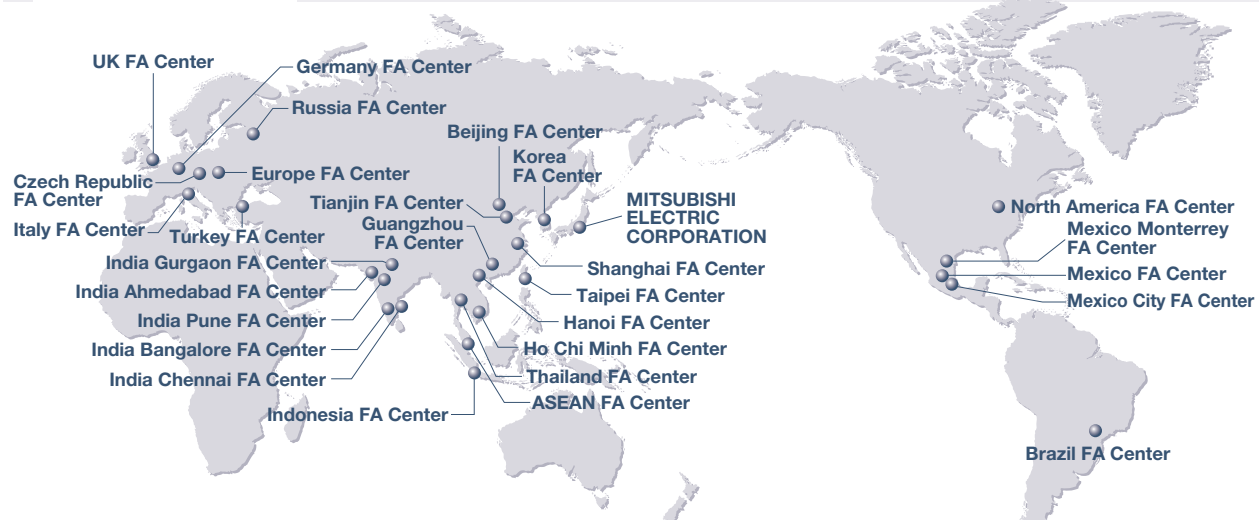 UK FA Center
Germany FA Center
Russia FA Center
Beijing FA Center
Korea
FA Center
Czech Republic
FA Center
Europe FA Center
Tianjin FA Center
MITSUBISHI
ELECTRIC
CORPORATION
Italy FA Center
Turkey FA Center
Guangzhou
FA Center
North America FA Center
Mexico Monterrey
FA Center
India Gurgaon FA Center
Shanghai FA Center
Mexico FA Center
India Ahmedabad FA Center
Taipei FA Center
Mexico City FA Center
India Pune FA Center
Hanoi FA Center
India Bangalore FA Center
Ho Chi Minh FA Center
India Chennai FA Center
Thailand FA Center
Indonesia FA Center
ASEAN FA Center
Brazil FA Center